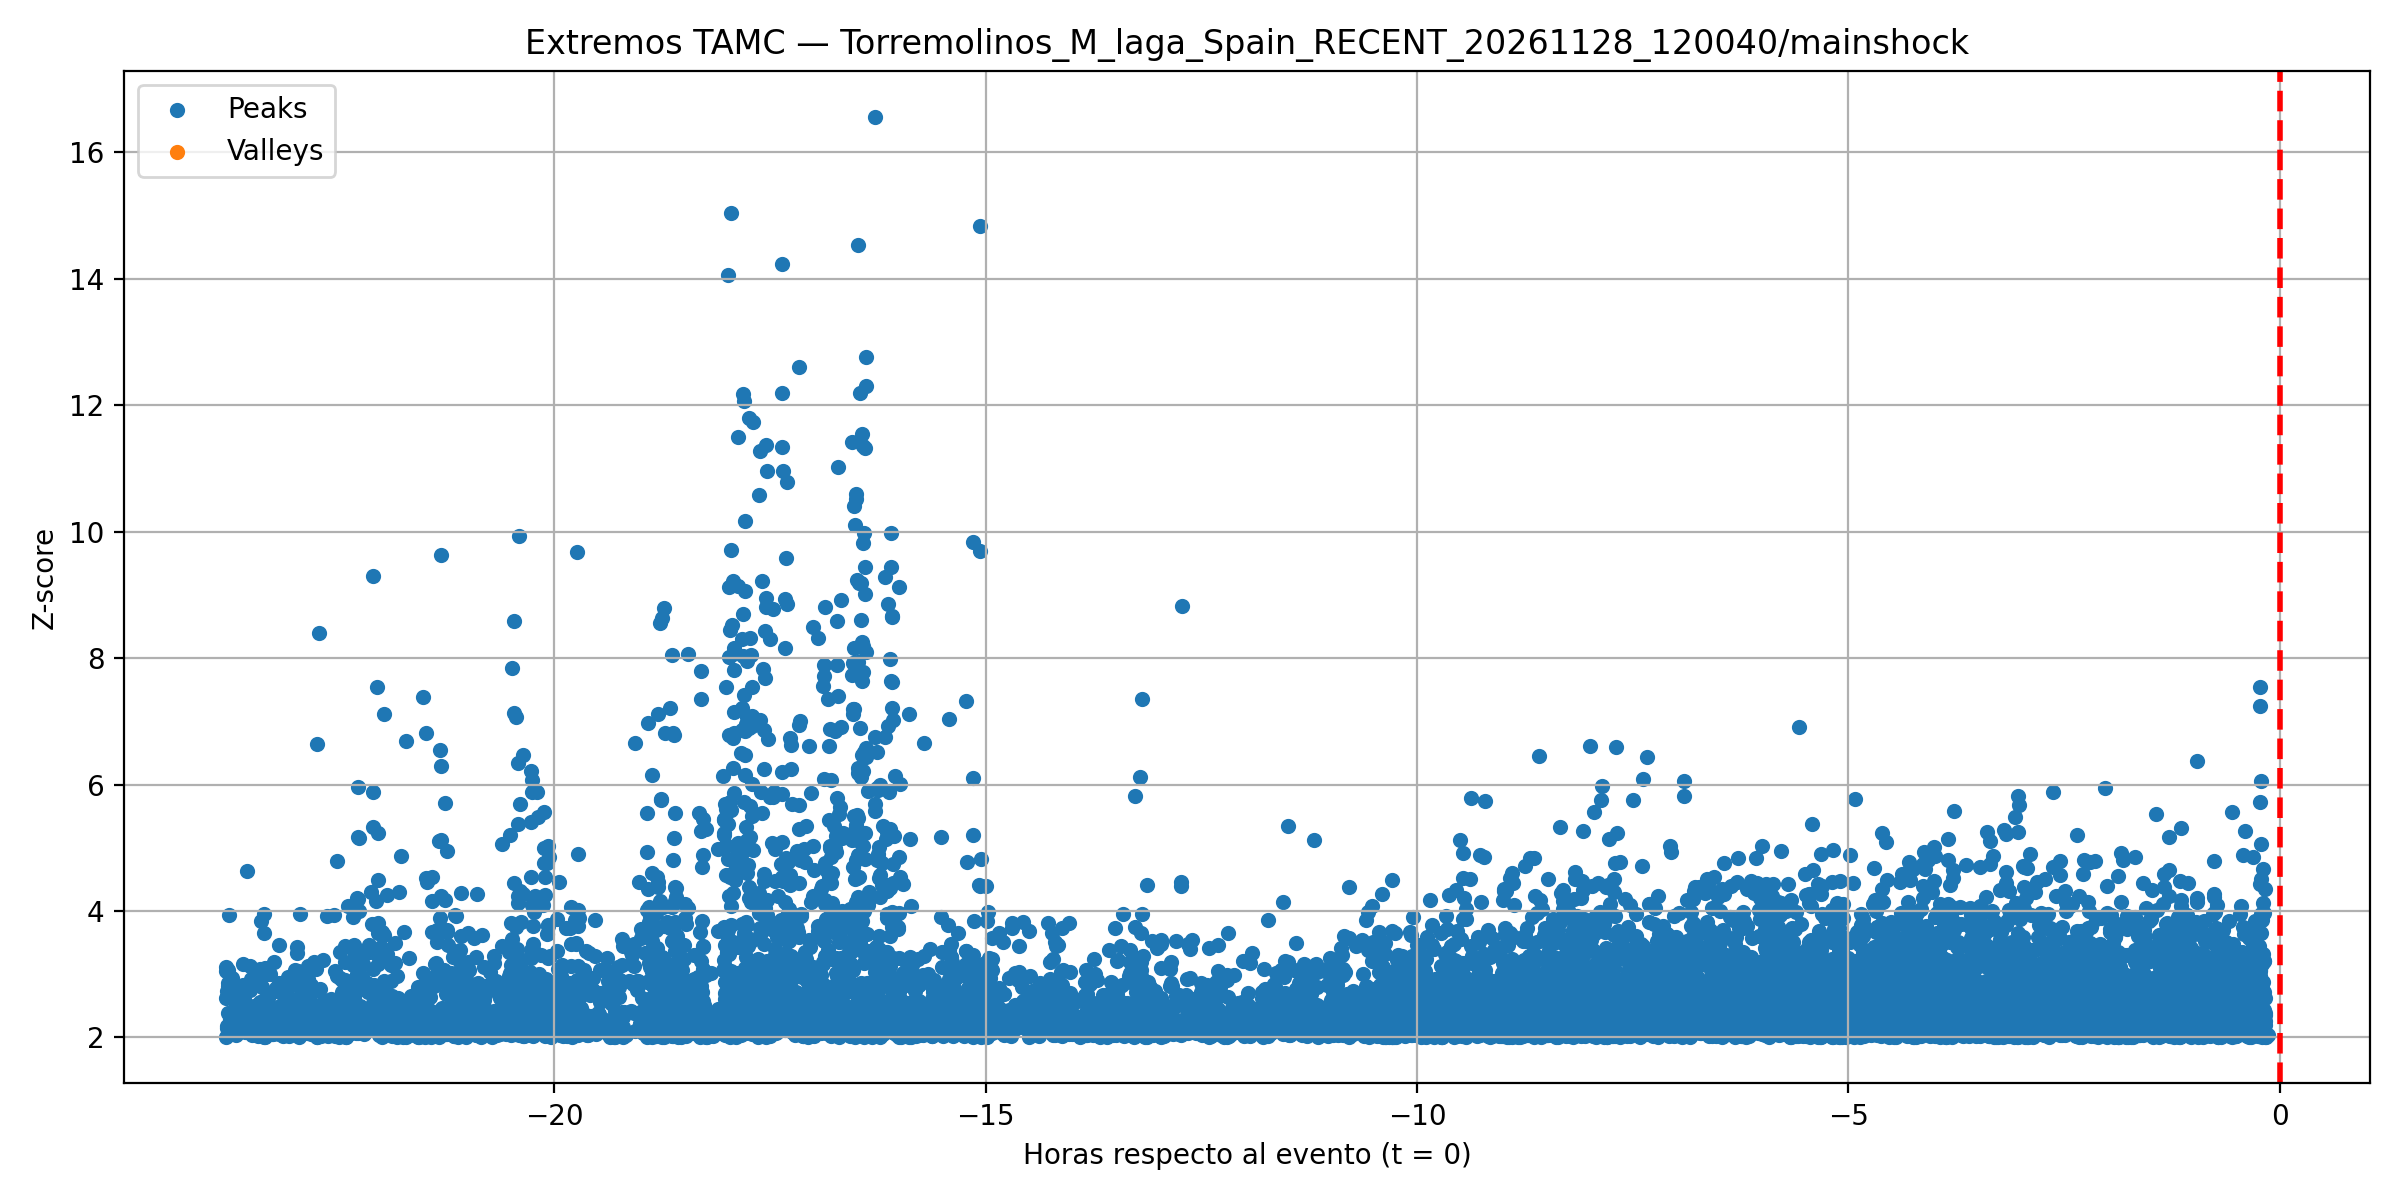 Extremos TAMC — Torremolinos_M_laga_Spain_RECENT_20261128_120040/mainshock
Peaks
Valleys
Z-score
16
14
12
10
8
6
4
2
−20
−15
−10
−5
0
Horas respecto al evento (t = 0)